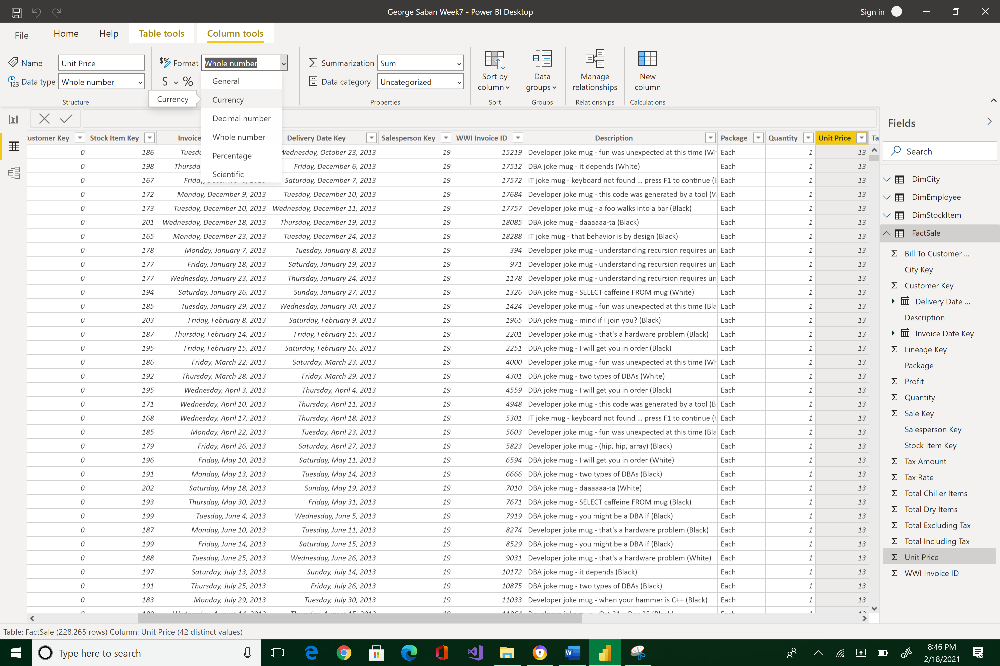 George Saban Week7 - Power BI Desktop
Sign in
File Home Help Table tools Column tools
Name Unit Price
Data type Whole number
Structure
Format Whole number
$ %
Currency
General
Currency
Decimal number
Whole number
Percentage
Scientific
Summarization Sum
Data category Uncategorized
Properties
Sort by column
Sort
Data groups
Groups
Manage relationships
Relationships
New column
Calculations
ustomer Key Stock Item Key Invoice Delivery Date Key Salesperson Key WWI Invoice ID Description Package Quantity Unit Price Ta
0 186 Tuesd Wednesday, October 23, 2013 19 15219 Developer joke mug - fun was unexpected at this time (Wh Each 1 13
0 198 Thursday Friday, December 6, 2013 19 17512 DBA joke mug - it depends (White) Each 1 13
0 167 Friday, Saturday, December 7, 2013 19 17572 IT joke mug - keyboard not found ... press F1 to continue (B Each 1 13
0 172 Monday, December 9, 2013 Tuesday, December 10, 2013 19 17684 Developer joke mug - this code was generated by a tool (W Each 1 13
0 173 Tuesday, December 10, 2013 Wednesday, December 11, 2013 19 17757 Developer joke mug - a foo walks into a bar (Black) Each 1 13
0 201 Wednesday, December 18, 2013 Thursday, December 19, 2013 19 18085 DBA joke mug - daaaaaa-ta (Black) Each 1 13
0 165 Monday, December 23, 2013 Tuesday, December 24, 2013 19 18288 IT joke mug - that behavior is by design (Black) Each 1 13
0 178 Monday, January 7, 2013 Tuesday, January 8, 2013 19 394 Developer joke mug - understanding recursion requires un Each 1 13
0 177 Friday, January 18, 2013 Saturday, January 19, 2013 19 971 Developer joke mug - understanding recursion requires un Each 1 13
0 177 Wednesday, January 23, 2013 Thursday, January 24, 2013 19 1178 Developer joke mug - understanding recursion requires un Each 1 13
0 194 Saturday, January 26, 2013 Sunday, January 27, 2013 19 1326 DBA joke mug - SELECT caffeine FROM mug (White) Each 1 13
0 185 Tuesday, January 29, 2013 Wednesday, January 30, 2013 19 1424 Developer joke mug - fun was unexpected at this time (Bla Each 1 13
0 203 Friday, February 8, 2013 Saturday, February 9, 2013 19 1965 DBA joke mug - mind if I join you? (Black) Each 1 13
0 187 Thursday, February 14, 2013 Friday, February 15, 2013 19 2201 Developer joke mug - that's a hardware problem (Black) Each 1 13
0 195 Friday, February 15, 2013 Saturday, February 16, 2013 19 2251 DBA joke mug - I will get you in order (Black) Each 1 13
0 186 Friday, March 22, 2013 Saturday, March 23, 2013 19 4000 Developer joke mug - fun was unexpected at this time (Wh Each 1 13
0 192 Thursday, March 28, 2013 Friday, March 29, 2013 19 4301 DBA joke mug - two types of DBAs (White) Each 1 13
0 195 Wednesday, April 3, 2013 Thursday, April 4, 2013 19 4559 DBA joke mug - I will get you in order (Black) Each 1 13
0 171 Wednesday, April 10, 2013 Thursday, April 11, 2013 19 4948 Developer joke mug - this code was generated by a tool (B Each 1 13
0 168 Wednesday, April 17, 2013 Thursday, April 18, 2013 19 5301 IT joke mug - keyboard not found ... press F1 to continue (W Each 1 13
0 185 Monday, April 22, 2013 Tuesday, April 23, 2013 19 5603 Developer joke mug - fun was unexpected at this time (Bla Each 1 13
0 179 Friday, April 26, 2013 Saturday, April 27, 2013 19 5823 Developer joke mug - (hip, hip, array) (Black) Each 1 13
0 196 Friday, May 10, 2013 Saturday, May 11, 2013 19 6594 DBA joke mug - I will get you in order (White) Each 1 13
0 191 Monday, May 13, 2013 Tuesday, May 14, 2013 19 6666 DBA joke mug - two types of DBAs (Black) Each 1 13
0 202 Saturday, May 18, 2013 Sunday, May 19, 2013 19 7010 DBA joke mug - daaaaaa-ta (White) Each 1 13
0 193 Thursday, May 30, 2013 Friday, May 31, 2013 19 7671 DBA joke mug - SELECT caffeine FROM mug (Black) Each 1 13
0 199 Tuesday, June 4, 2013 Wednesday, June 5, 2013 19 7919 DBA joke mug - you might be a DBA if (Black) Each 1 13
0 187 Monday, June 10, 2013 Tuesday, June 11, 2013 19 8274 Developer joke mug - that's a hardware problem (Black) Each 1 13
0 199 Friday, June 14, 2013 Saturday, June 15, 2013 19 8529 DBA joke mug - you might be a DBA if (Black) Each 1 13
0 188 Tuesday, June 25, 2013 Wednesday, June 26, 2013 19 9031 Developer joke mug - that's a hardware problem (White) Each 1 13
0 197 Saturday, July 13, 2013 Sunday, July 14, 2013 19 10172 DBA joke mug - it depends (Black) Each 1 13
0 191 Thursday, July 25, 2013 Friday, July 26, 2013 19 10875 DBA joke mug - two types of DBAs (Black) Each 1 13
0 183 Monday, July 29, 2013 Tuesday, July 30, 2013 19 11033 Developer joke mug - when your hammer is C++ (Black) Each 1 13
Fields
Search
DimCity
DimEmployee
DimStockItem
FactSale
Bill To Customer ...
City Key
Customer Key
Delivery Date ...
Description
Invoice Date Key
Lineage Key
Package
Profit
Quantity
Sale Key
Salesperson Key
Stock Item Key
Tax Amount
Tax Rate
Total Chiller Items
Total Dry Items
Total Excluding Tax
Total Including Tax
Unit Price
WWI Invoice ID
Table: FactSale (228,265 rows) Column: Unit Price (42 distinct values)
Type here to search
8:46 PM
2/18/2021